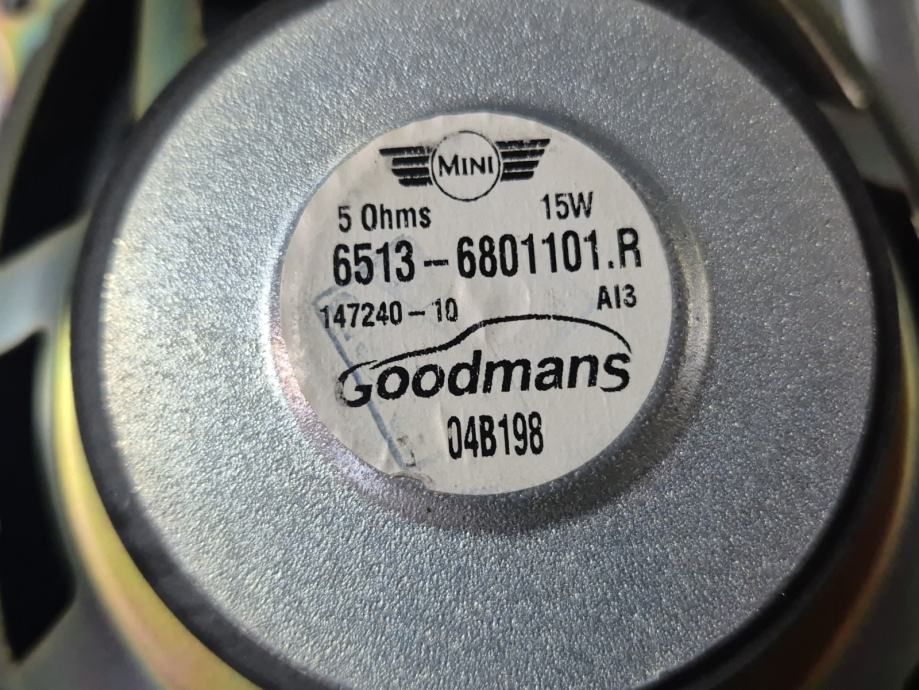 MINI
5 Ohms 15W
6513-6801101.R
147240-10 AI3
Goodmans
04B198